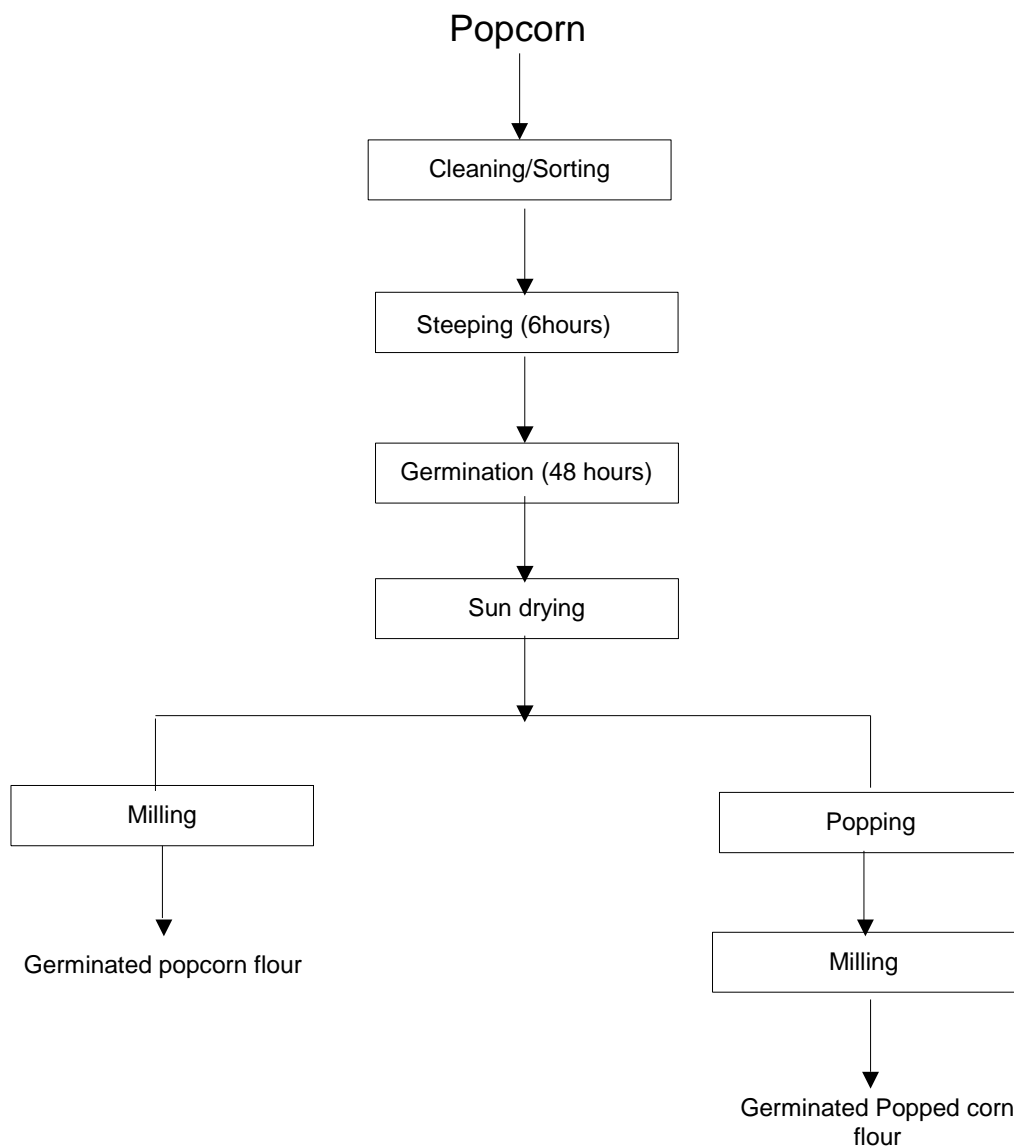 Popcorn
Cleaning/Sorting
Steeping (6hours)
Germination (48 hours)
Sun drying
Milling
Germinated popcorn flour
Popping
Milling
Germinated Popped corn
flour